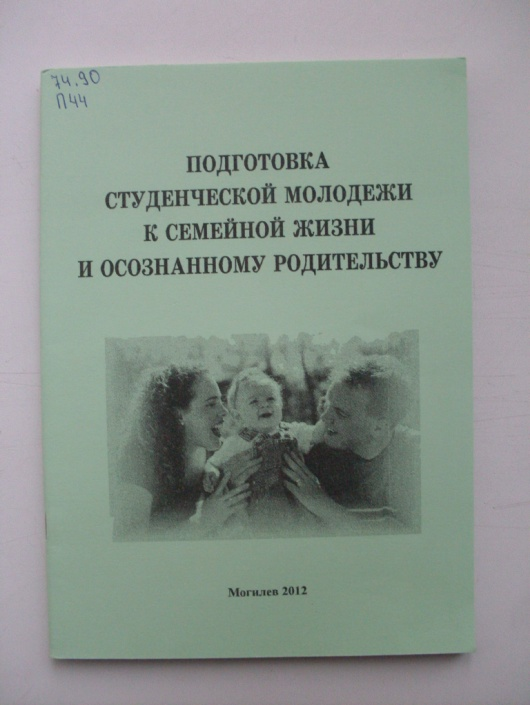 74.90
П44
ПОДГОТОВКА
СТУДЕНЧЕСКОЙ МОЛОДЕЖИ
К СЕМЕЙНОЙ ЖИЗНИ
И ОСОЗНАННОМУ РОДИТЕЛЬСТВУ
Могилев 2012